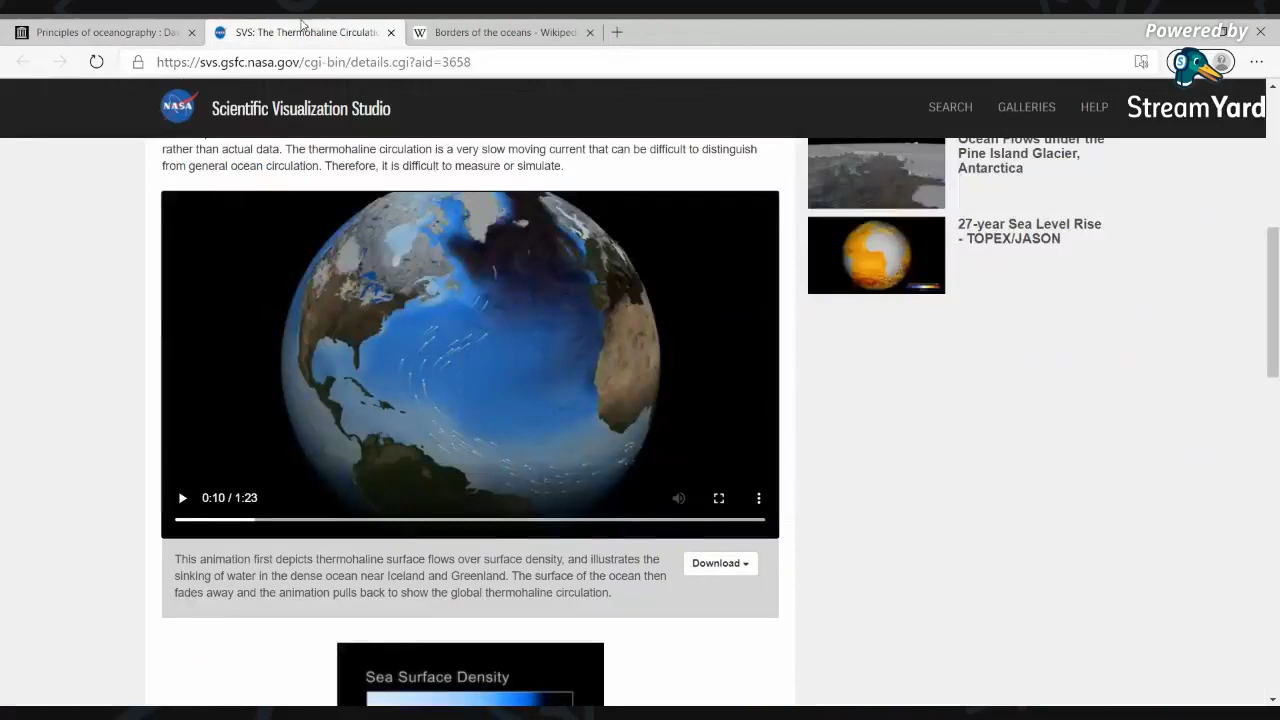 Principles of oceanography : Da
SVS: The Thermohaline Circulati
W
Borders of the oceans - Wikiped
Powered by
https://svs.gsfc.nasa.gov/cgi-bin/details.cgi?aid=3658
S
StreamYard
NASA
Scientific Visualization Studio
SEARCH
GALLERIES
HELP
rather than actual data. The thermohaline circulation is a very slow moving current that can be difficult to distinguish
from general ocean circulation. Therefore, it is difficult to measure or simulate.
Ocean Flows under the
Pine Island Glacier,
Antarctica
27-year Sea Level Rise
- TOPEX/JASON
0:10 / 1:23
This animation first depicts thermohaline surface flows over surface density, and illustrates the
sinking of water in the dense ocean near Iceland and Greenland. The surface of the ocean then
fades away and the animation pulls back to show the global thermohaline circulation.
Download
Sea Surface Density